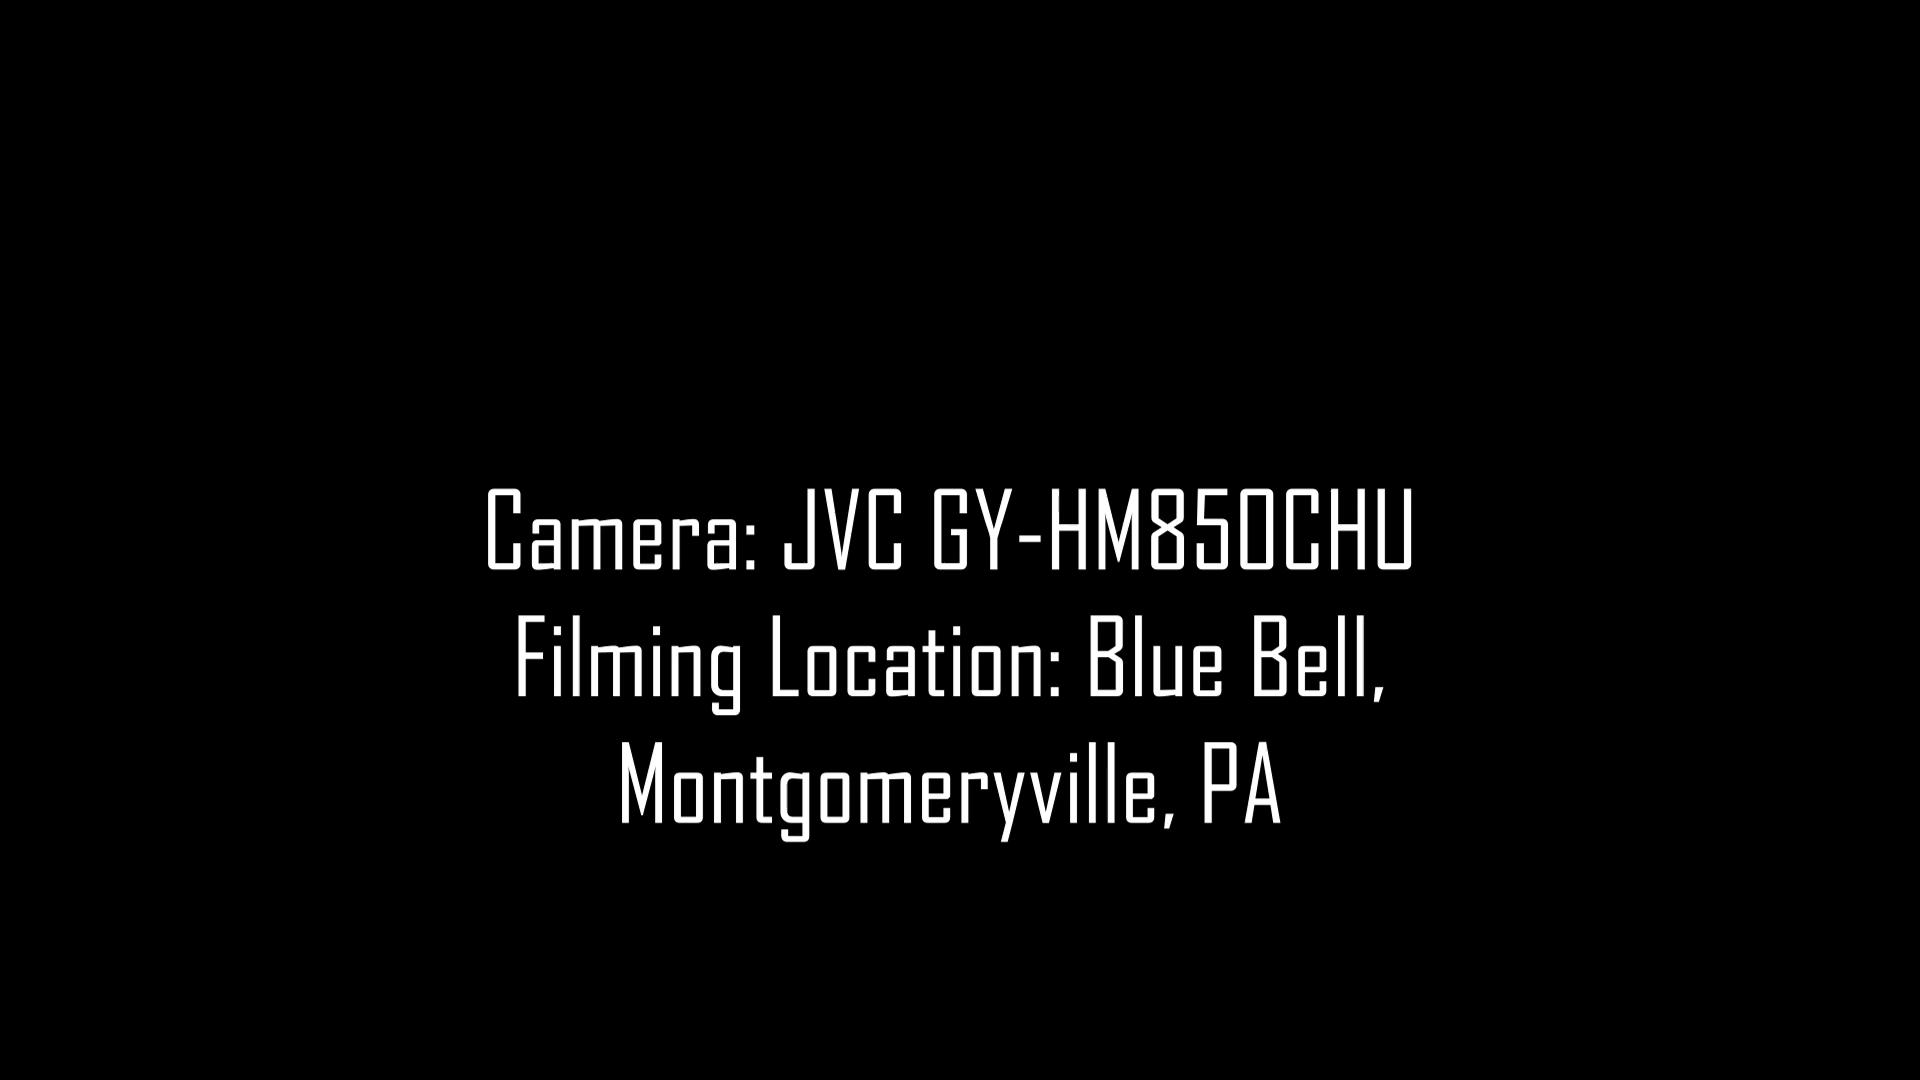 Camera: JVC GY-HM850CHU
Filming Location: Blue Bell,
Montgomeryville, PA